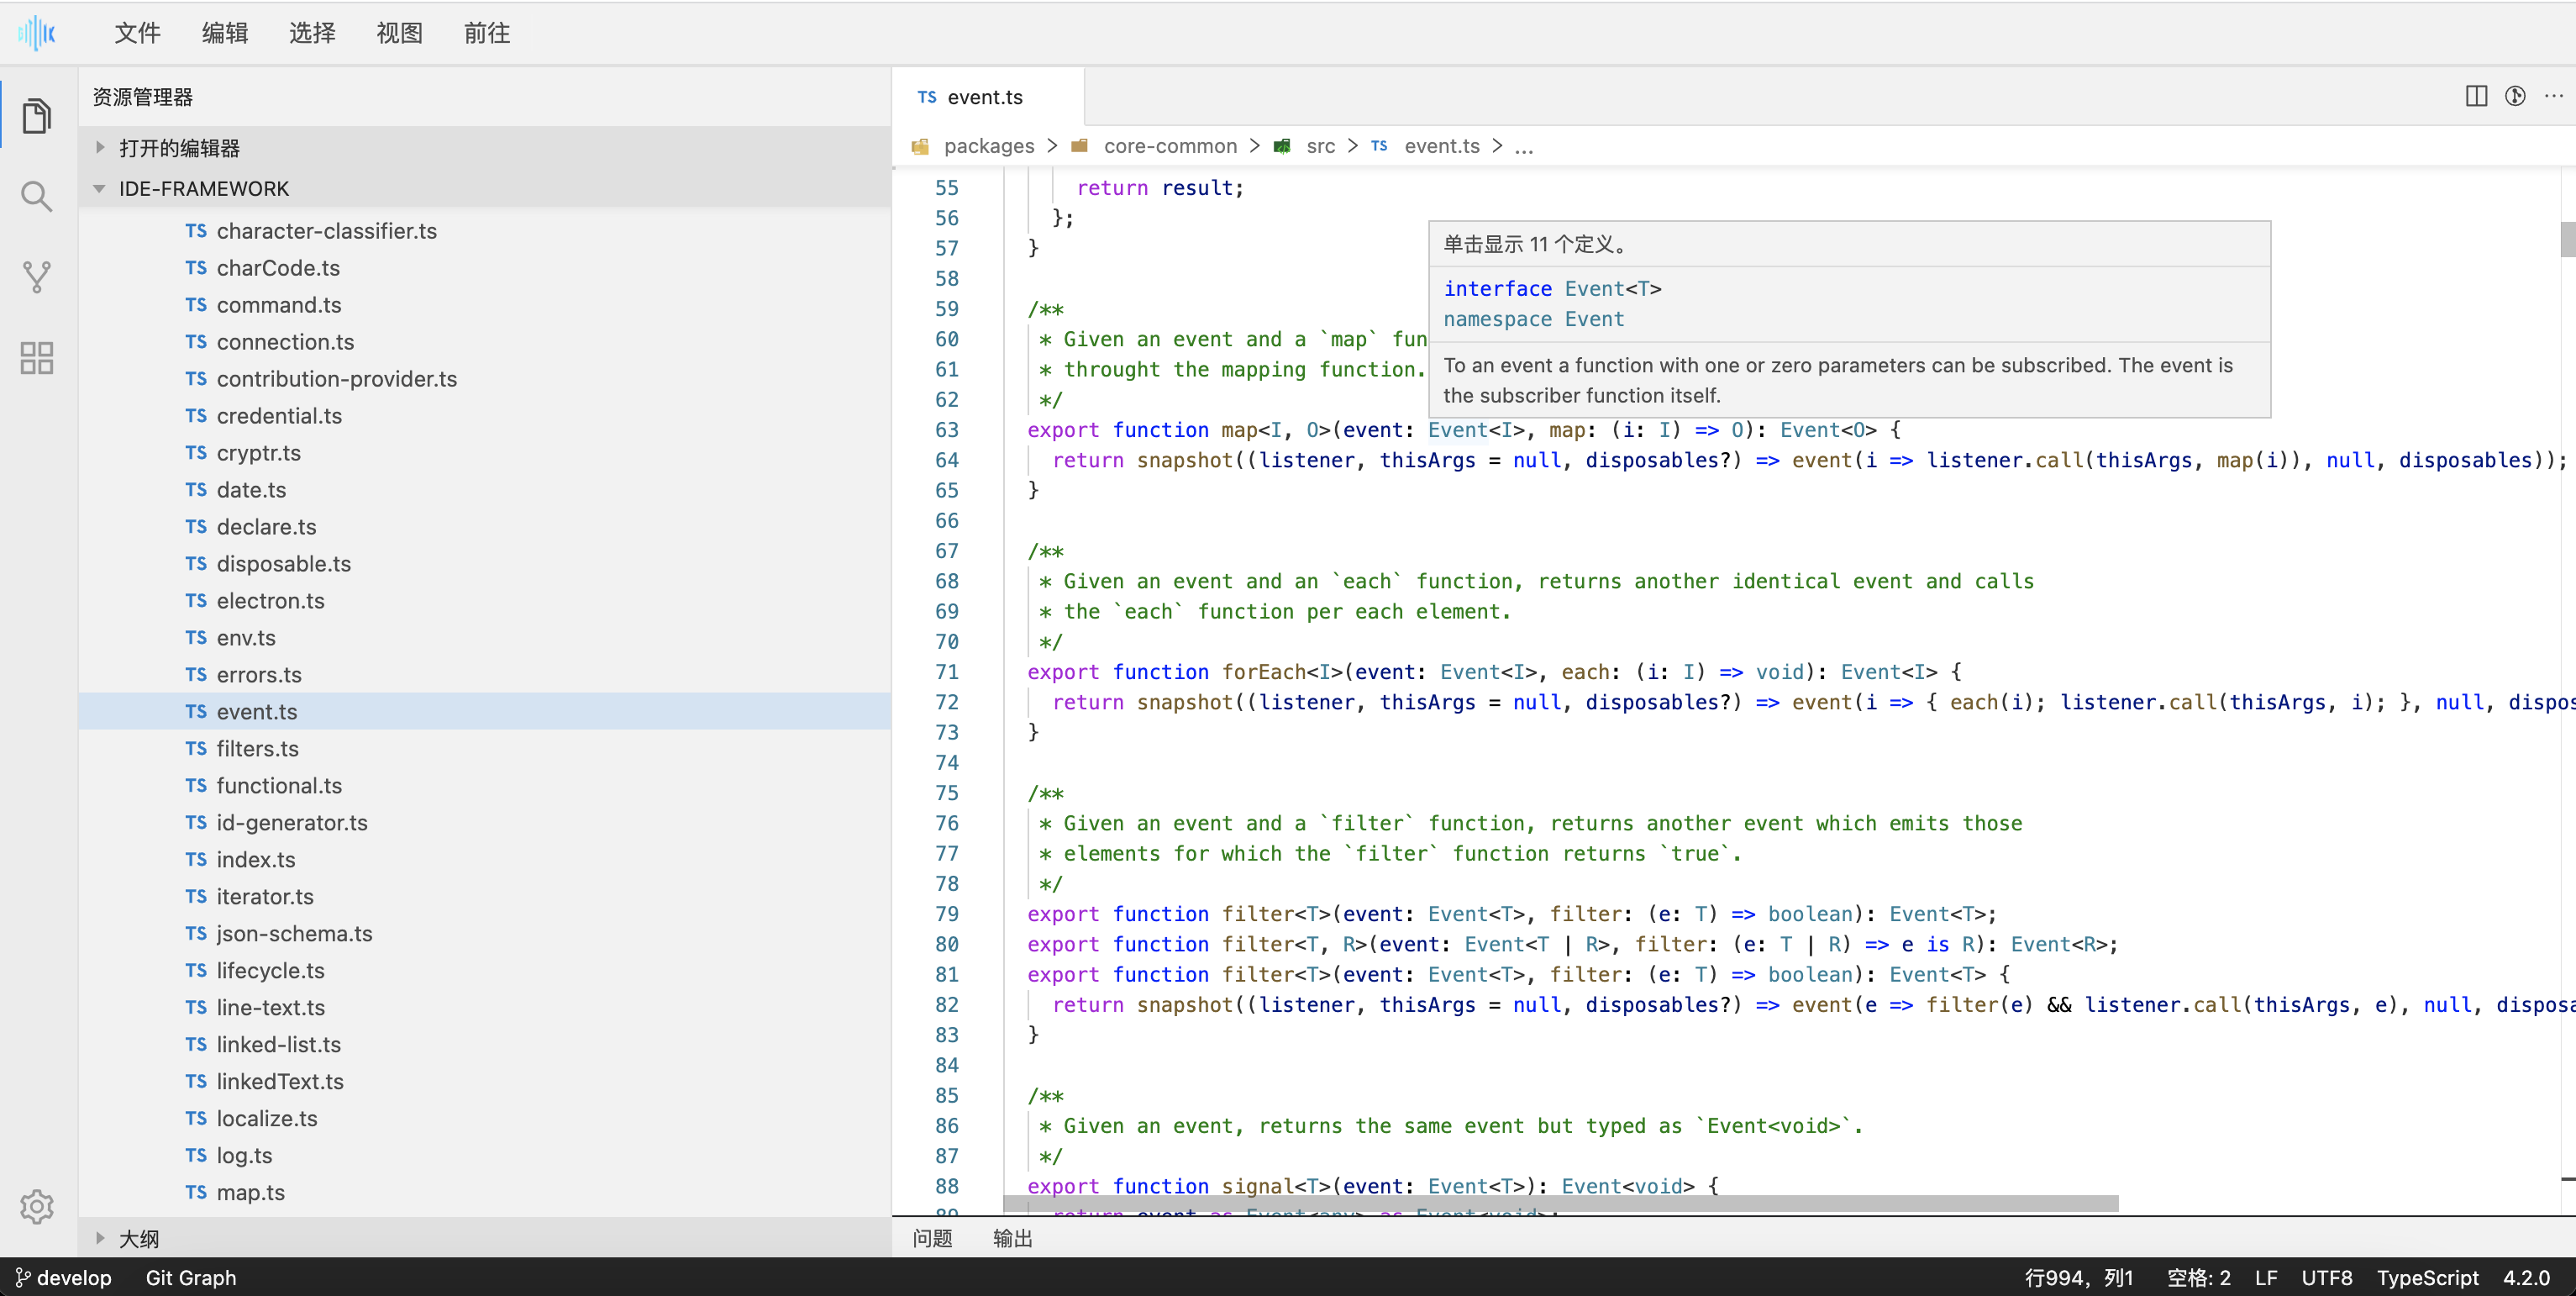 文件 编辑 选择 视图 前往
资源管理器
打开的编辑器
IDE-FRAMEWORK
TS character-classifier.ts
TS charCode.ts
TS command.ts
TS connection.ts
TS contribution-provider.ts
TS credential.ts
TS cryptr.ts
TS date.ts
TS declare.ts
TS disposable.ts
TS electron.ts
TS env.ts
TS errors.ts
TS event.ts
TS filters.ts
TS functional.ts
TS id-generator.ts
TS index.ts
TS iterator.ts
TS json-schema.ts
TS lifecycle.ts
TS line-text.ts
TS linked-list.ts
TS linkedText.ts
TS localize.ts
TS log.ts
TS map.ts
大纲
TS event.ts
packages > core-common > src > TS event.ts > ...
55 return result;
56 };
57 }
58
59 /**
60 * Given an event and a `map` fun
61 * throught the mapping function.
62 */
63 export function map<I, O>(event: Event<I>, map: (i: I) => O): Event<O> {
64 return snapshot((listener, thisArgs = null, disposables?) => event(i => listener.call(thisArgs, map(i)), null, disposables));
65 }
66
67 /**
68 * Given an event and an `each` function, returns another identical event and calls
69 * the `each` function per each element.
70 */
71 export function forEach<I>(event: Event<I>, each: (i: I) => void): Event<I> {
72 return snapshot((listener, thisArgs = null, disposables?) => event(i => { each(i); listener.call(thisArgs, i); }, null, dispos
73 }
74
75 /**
76 * Given an event and a `filter` function, returns another event which emits those
77 * elements for which the `filter` function returns `true`.
78 */
79 export function filter<T>(event: Event<T>, filter: (e: T) => boolean): Event<T>;
80 export function filter<T, R>(event: Event<T | R>, filter: (e: T | R) => e is R): Event<R>;
81 export function filter<T>(event: Event<T>, filter: (e: T) => boolean): Event<T> {
82 return snapshot((listener, thisArgs = null, disposables?) => event(e => filter(e) && listener.call(thisArgs, e), null, disposa
83 }
84
85 /**
86 * Given an event, returns the same event but typed as `Event<void>`.
87 */
88 export function signal<T>(event: Event<T>): Event<void> {
89 return event as Event<any> as Event<void>;
单击显示 11 个定义。
interface Event<T>
namespace Event
To an event a function with one or zero parameters can be subscribed. The event is
the subscriber function itself.
问题 输出
develop Git Graph 行994，列1 空格: 2 LF UTF8 TypeScript 4.2.0